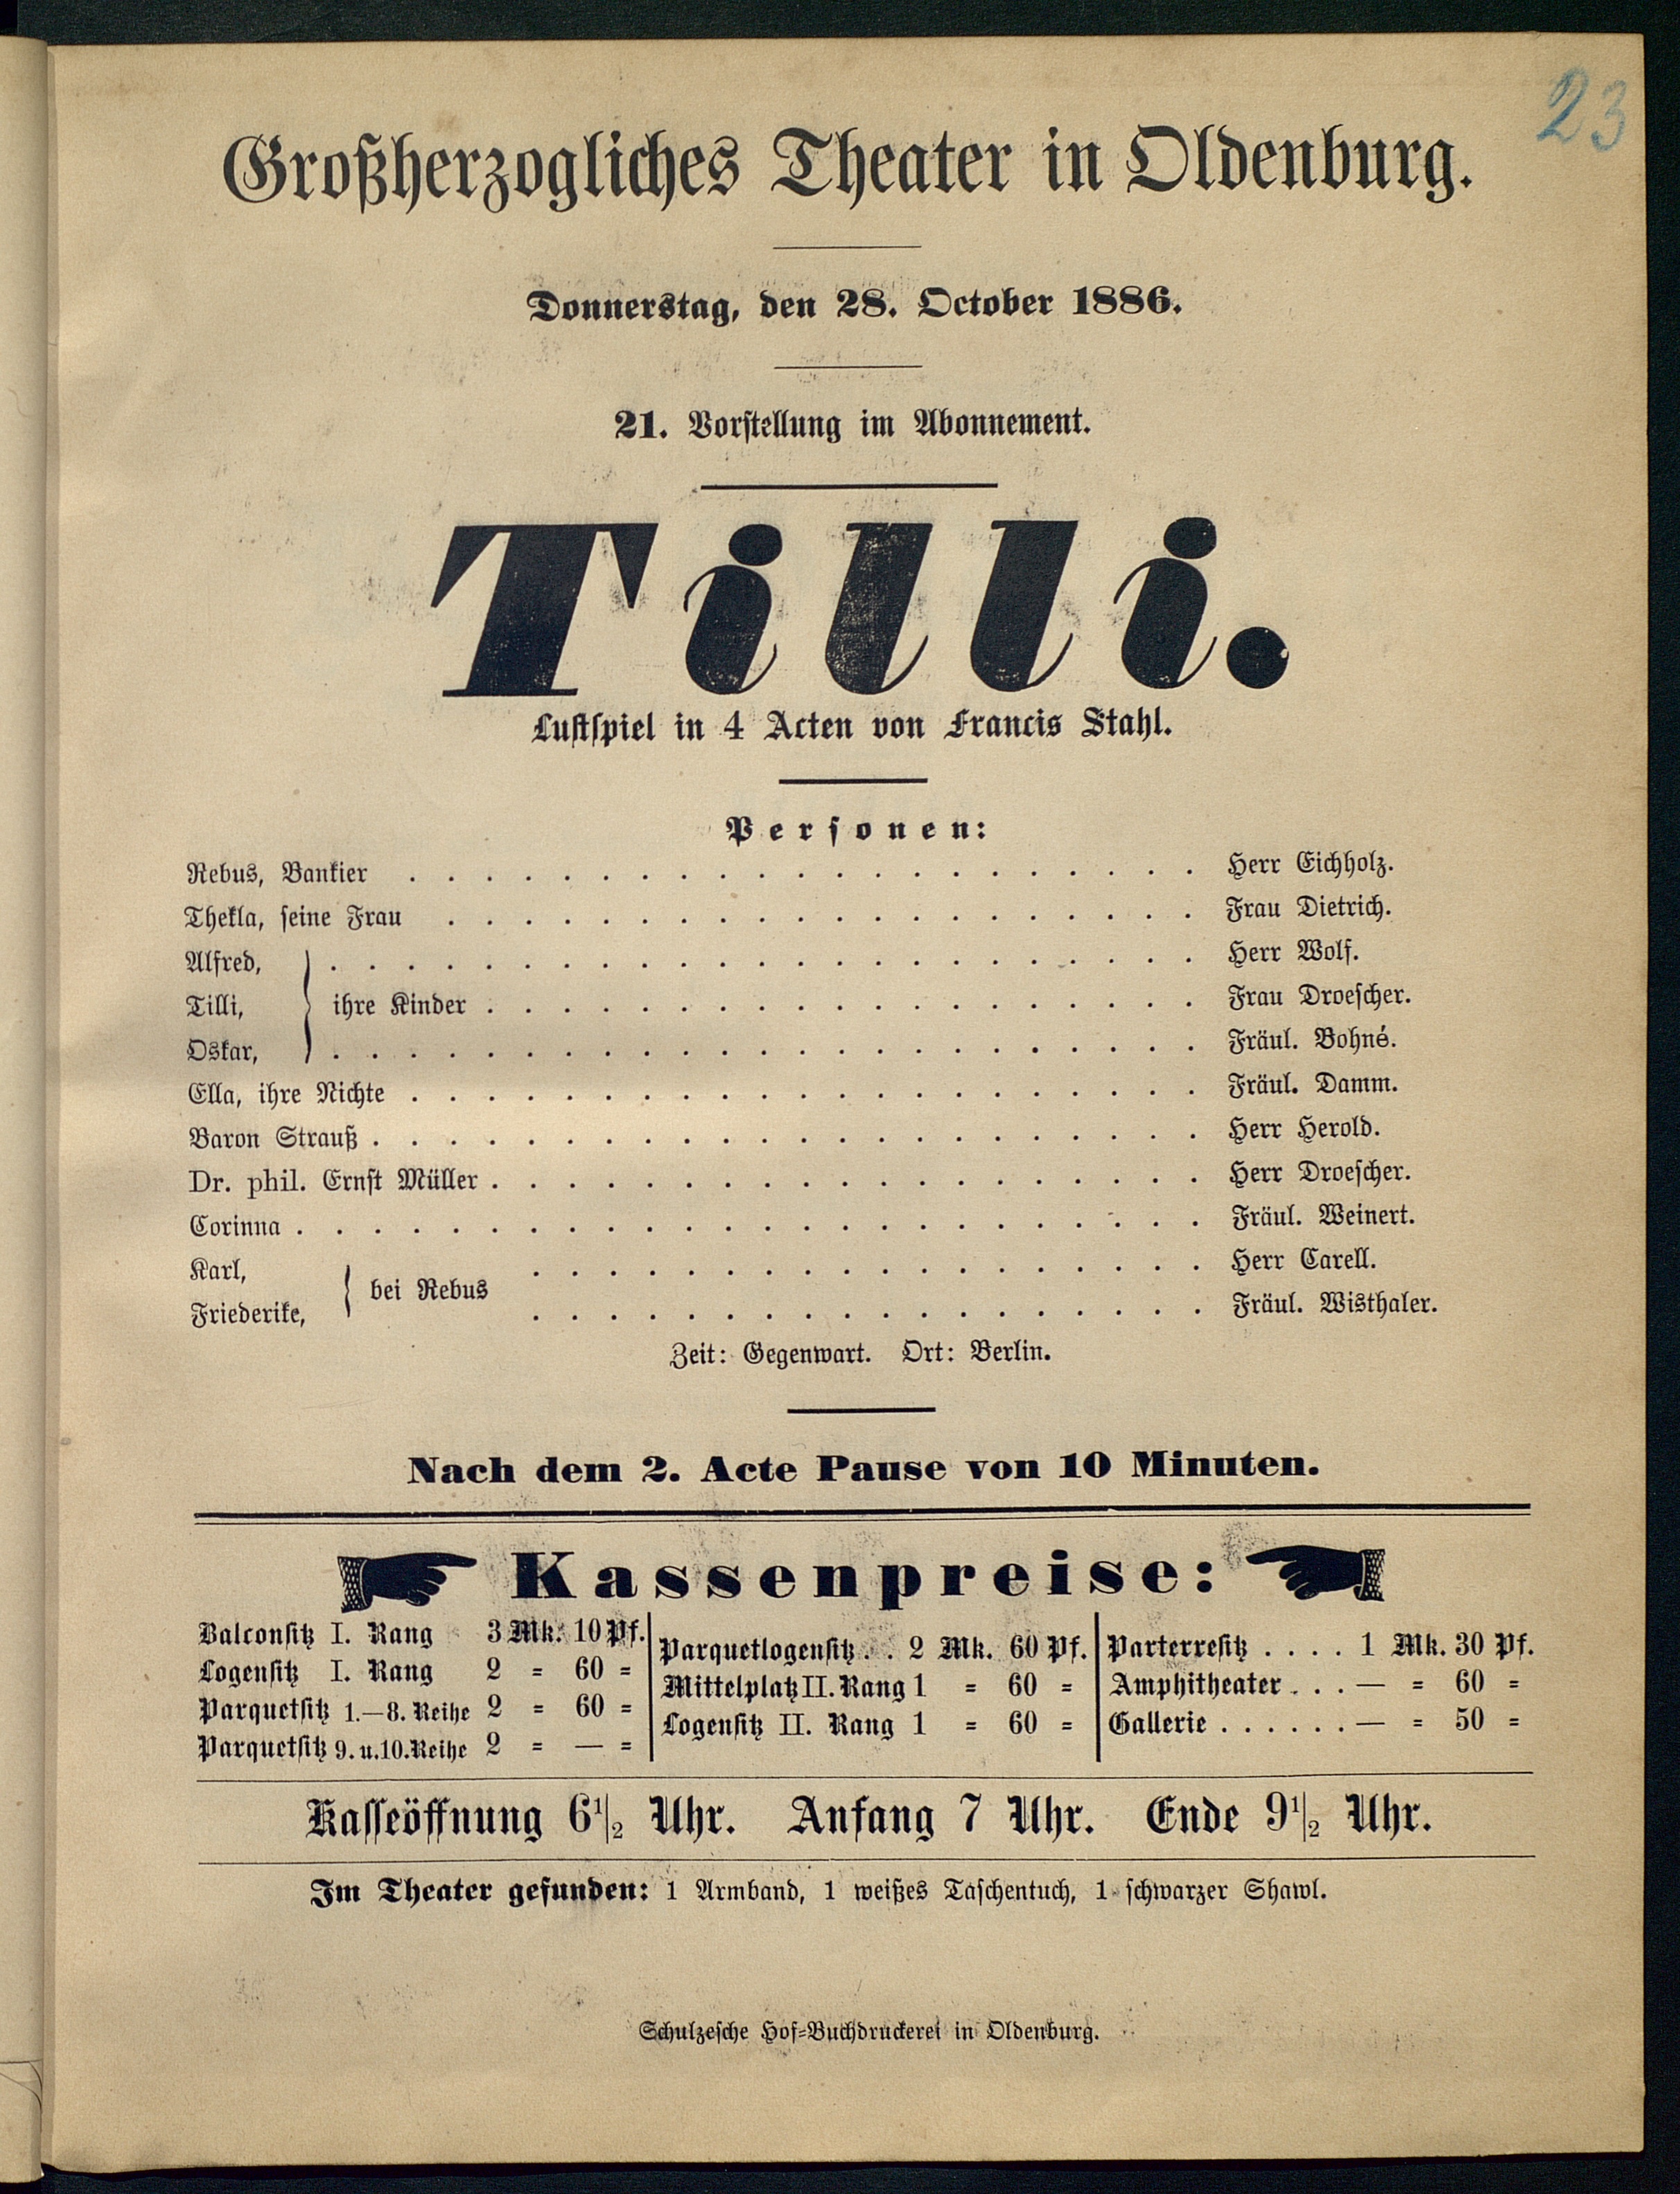 23
Großherzogliches Theater in Oldenburg.
Donnerstag, den 28. October 1886.
21. Vorstellung im Abonnement.
Tilli.
Lustspiel in 4 Acten von Francis Stahl.
Personen:
Rebus, Bankier . . . . . . . . . . . . . . . . . . . . . Herr Eichholz.
Thekla, seine Frau . . . . . . . . . . . . . . . . . . . . Frau Dietrich.
Alfred, . . . . . . . . . . . . . . . . . . . . . . . Herr Wolf.
Tilli, } ihre Kinder . . . . . . . . . . . . . . . . . . . Frau Droescher.
Oskar, . . . . . . . . . . . . . . . . . . . . . . . Fräul. Bohné.
Ella, ihre Nichte . . . . . . . . . . . . . . . . . . . . . Fräul. Damm.
Baron Strauß . . . . . . . . . . . . . . . . . . . . . . Herr Herold.
Dr. phil. Ernst Müller . . . . . . . . . . . . . . . . . . . Herr Droescher.
Corinna . . . . . . . . . . . . . . . . . . . . . . . . Fräul. Weinert.
Karl, . . . . . . . . . . . . . . . . . . Herr Carell.
{ bei Rebus
Friederike, . . . . . . . . . . . . . . . . . . Fräul. Wisthaler.
Zeit: Gegenwart. Ort: Berlin.
Nach dem 2. Acte Pause von 10 Minuten.
Kassenpreise:
Balconsitz I. Rang 3 Mk. 10 Pf.
Logensitz I. Rang 2 = 60 =
Parquetsitz 1.—8. Reihe 2 = 60 =
Parquetsitz 9. u. 10. Reihe 2 = — =
Parquetlogensitz . . 2 Mk. 60 Pf.
Mittelplatz II. Rang 1 = 60 =
Logensitz II. Rang 1 = 60 =
Parterresitz . . . . 1 Mk. 30 Pf.
Amphitheater . . . — = 60 =
Gallerie . . . . . . — = 50 =
Kasseöffnung 6 1/2 Uhr. Anfang 7 Uhr. Ende 9 1/2 Uhr.
Im Theater gefunden: 1 Armband, 1 weißes Taschentuch, 1 schwarzer Shawl.
Schulzesche Hof=Buchdruckerei in Oldenburg.